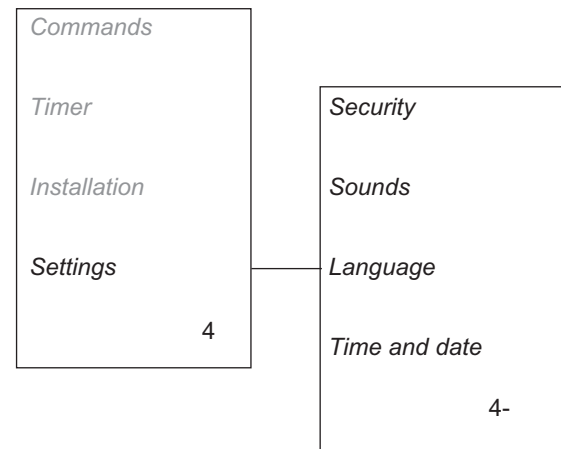 Commands
Timer
Installation
Settings
4
Security
Sounds
Language
Time and date
4-